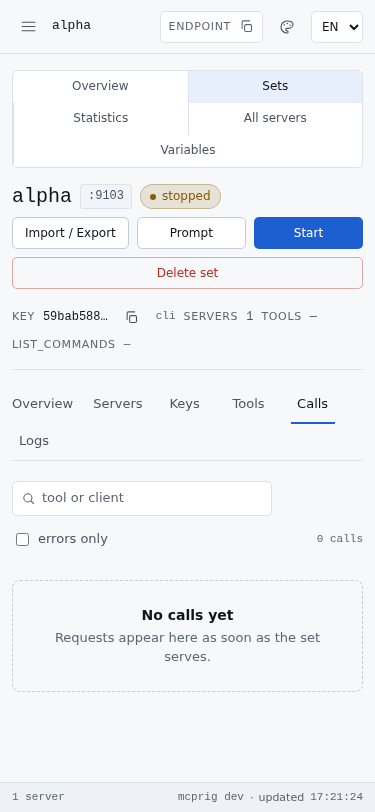 alpha ENDPOINT EN
Overview Sets
Statistics All servers
Variables
alpha :9103 stopped
Import / Export Prompt Start
Delete set
KEY 59bab588… cli SERVERS 1 TOOLS —
LIST_COMMANDS —
Overview Servers Keys Tools Calls
Logs
tool or client
errors only 0 calls
No calls yet
Requests appear here as soon as the set
serves.
1 server mcprig dev · updated 17:21:24